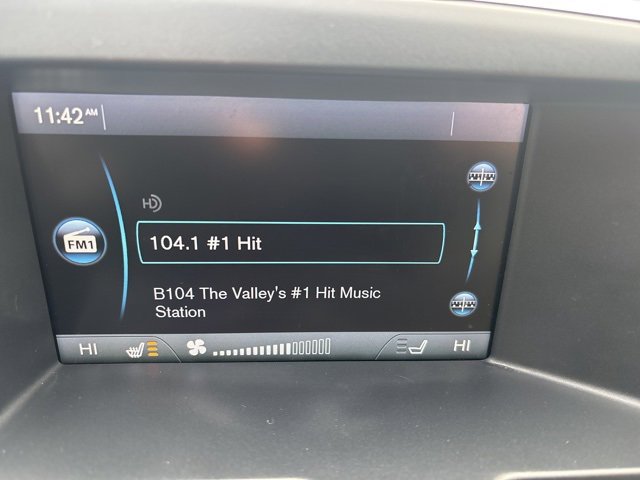 11:42 AM
HD
FM1
104.1 #1 Hit
B104 The Valley's #1 Hit Music
Station
HI
HI